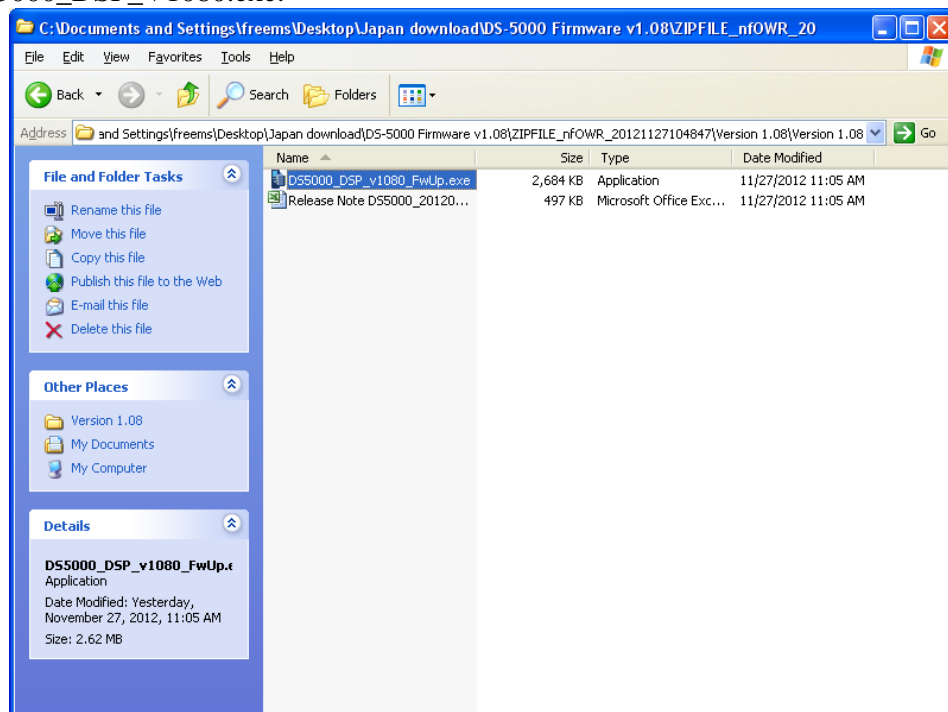 5000_DSP_V1080.exe.
C:\Documents and Settings\freems\Desktop\Japan download\DS-5000 Firmware v1.08\ZIPFILE_nfOWR_20
File Edit View Favorites Tools Help
Back Search Folders
Address and Settings\freems\Desktop\Japan download\DS-5000 Firmware v1.08\ZIPFILE_nfOWR_20121127104847\Version 1.08\Version 1.08 Go
Name Size Type Date Modified
DS5000_DSP_v1080_FwUp.exe 2,684 KB Application 11/27/2012 11:05 AM
Release Note DS5000_20120... 497 KB Microsoft Office Exc... 11/27/2012 11:05 AM
File and Folder Tasks
Rename this file
Move this file
Copy this file
Publish this file to the Web
E-mail this file
Delete this file
Other Places
Version 1.08
My Documents
My Computer
Details
DS5000_DSP_v1080_FwUp.e
Application
Date Modified: Yesterday,
November 27, 2012, 11:05 AM
Size: 2.62 MB